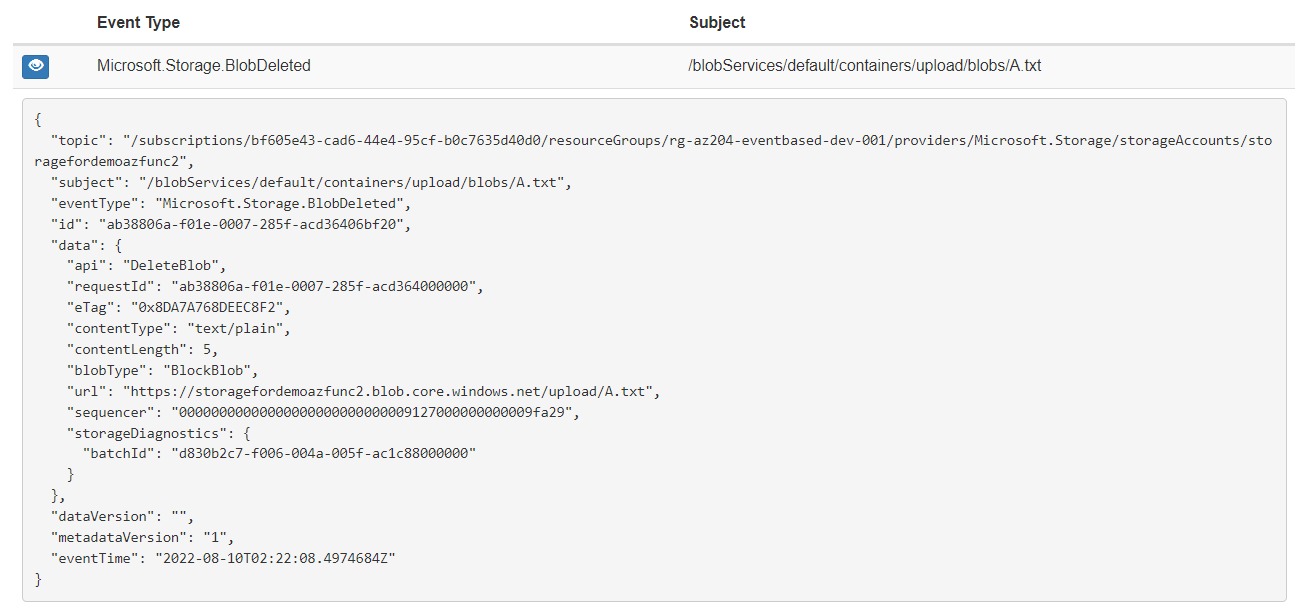 Event Type Subject
Microsoft.Storage.BlobDeleted /blobServices/default/containers/upload/blobs/A.txt
{
"topic": "/subscriptions/bf605e43-cad6-44e4-95cf-b0c7635d40d0/resourceGroups/rg-az204-eventbased-dev-001/providers/Microsoft.Storage/storageAccounts/sto
ragefordemoazfunc2",
"subject": "/blobServices/default/containers/upload/blobs/A.txt",
"eventType": "Microsoft.Storage.BlobDeleted",
"id": "ab38806a-f01e-0007-285f-acd36406bf20",
"data": {
"api": "DeleteBlob",
"requestId": "ab38806a-f01e-0007-285f-acd364000000",
"eTag": "0x8DA7A768DEEC8F2",
"contentType": "text/plain",
"contentLength": 5,
"blobType": "BlockBlob",
"url": "https://storagefordemoazfunc2.blob.core.windows.net/upload/A.txt",
"sequencer": "00000000000000000000000000009127000000000009fa29",
"storageDiagnostics": {
"batchId": "d830b2c7-f006-004a-005f-ac1c88000000"
}
},
"dataVersion": "",
"metadataVersion": "1",
"eventTime": "2022-08-10T02:22:08.4974684Z"
}